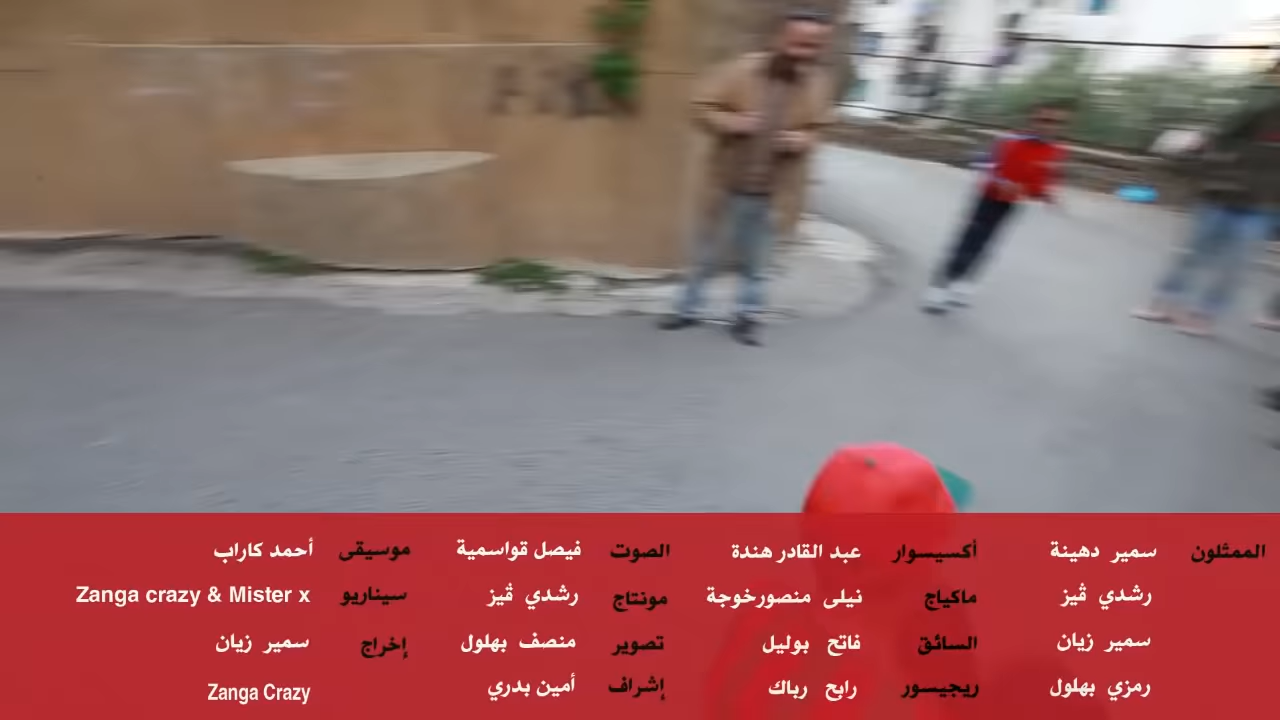 الممثلون سمير دهينة أكسيسوار عبد القادر هندة الصوت فيصل قواسمية موسيقى أحمد كاراب
رشدي ڤيز ماكياج نيلى منصورخوجة مونتاج رشدي ڤيز سيناريو Zanga crazy & Mister x
سمير زيان السائق فاتح بوليل تصوير منصف بهلول إخراج سمير زيان
رمزي بهلول ريجيسور رابح رباك إشراف أمين بدري Zanga Crazy